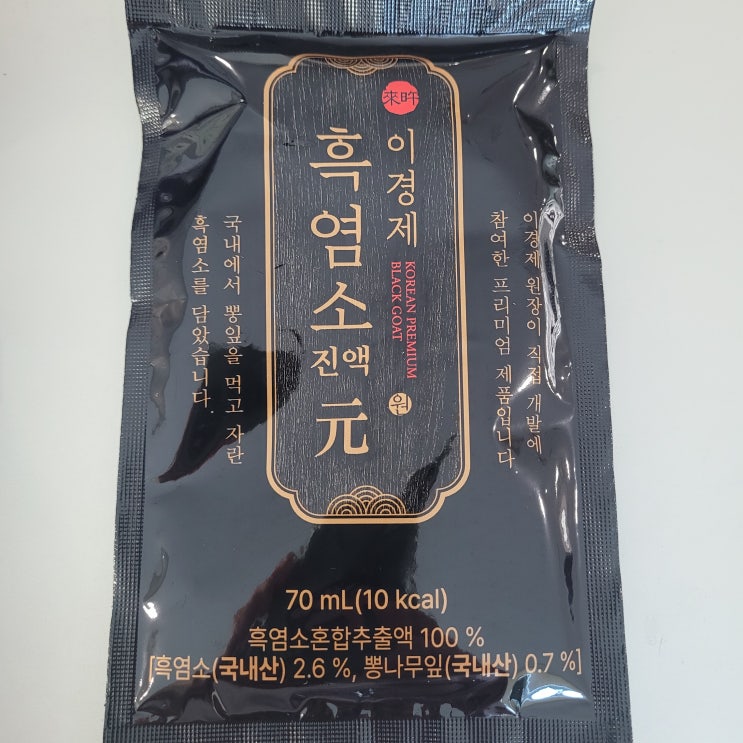 來昨
이경제
흑염소
진액
元
원
KOREAN PREMIUM
BLACK GOAT
이경제 원장이 직접 개발에
참여한 프리미엄 제품입니다
국내에서 뽕잎을 먹고 자란
흑염소를 담았습니다
70 mL(10 kcal)
흑염소혼합추출액 100 %
[흑염소(국내산) 2.6 %, 뽕나무잎(국내산) 0.7 %]